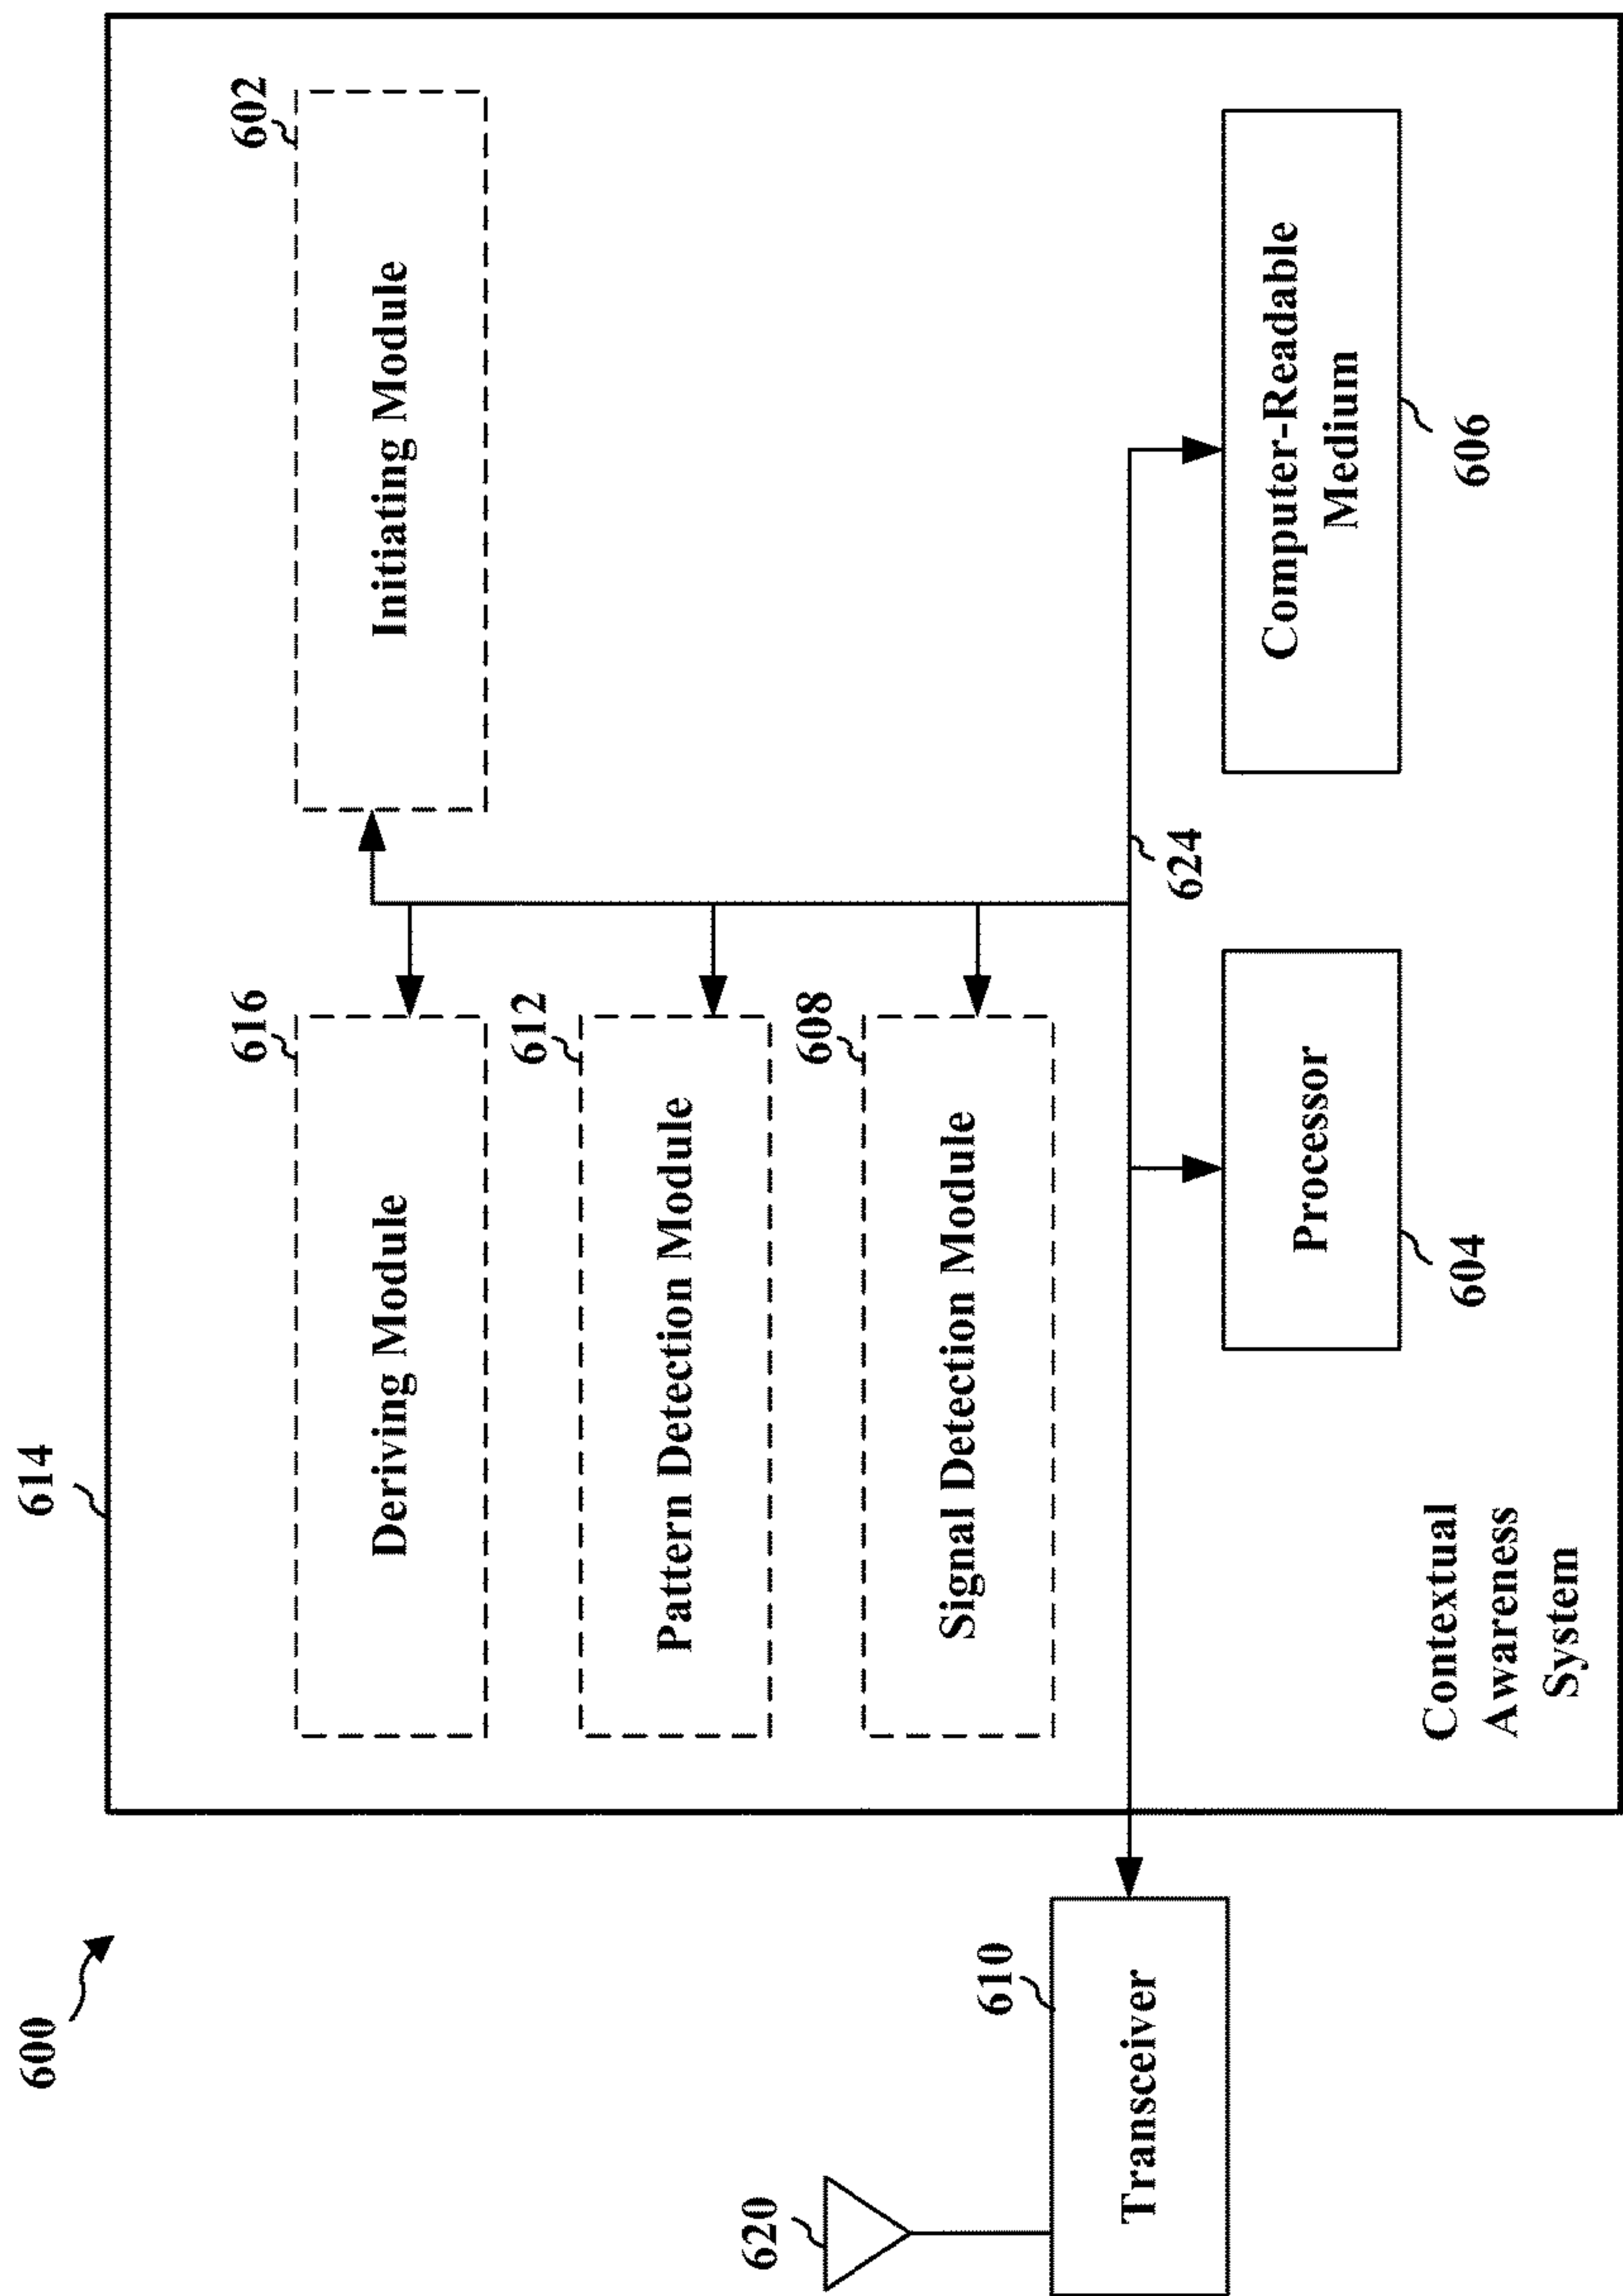 600
614
616
Deriving Module
602
Initiating Module
612
Pattern Detection Module
608
Signal Detection Module
620
610
Transceiver
624
Processor
604
Computer-Readable
Medium
606
Contextual
Awareness
System